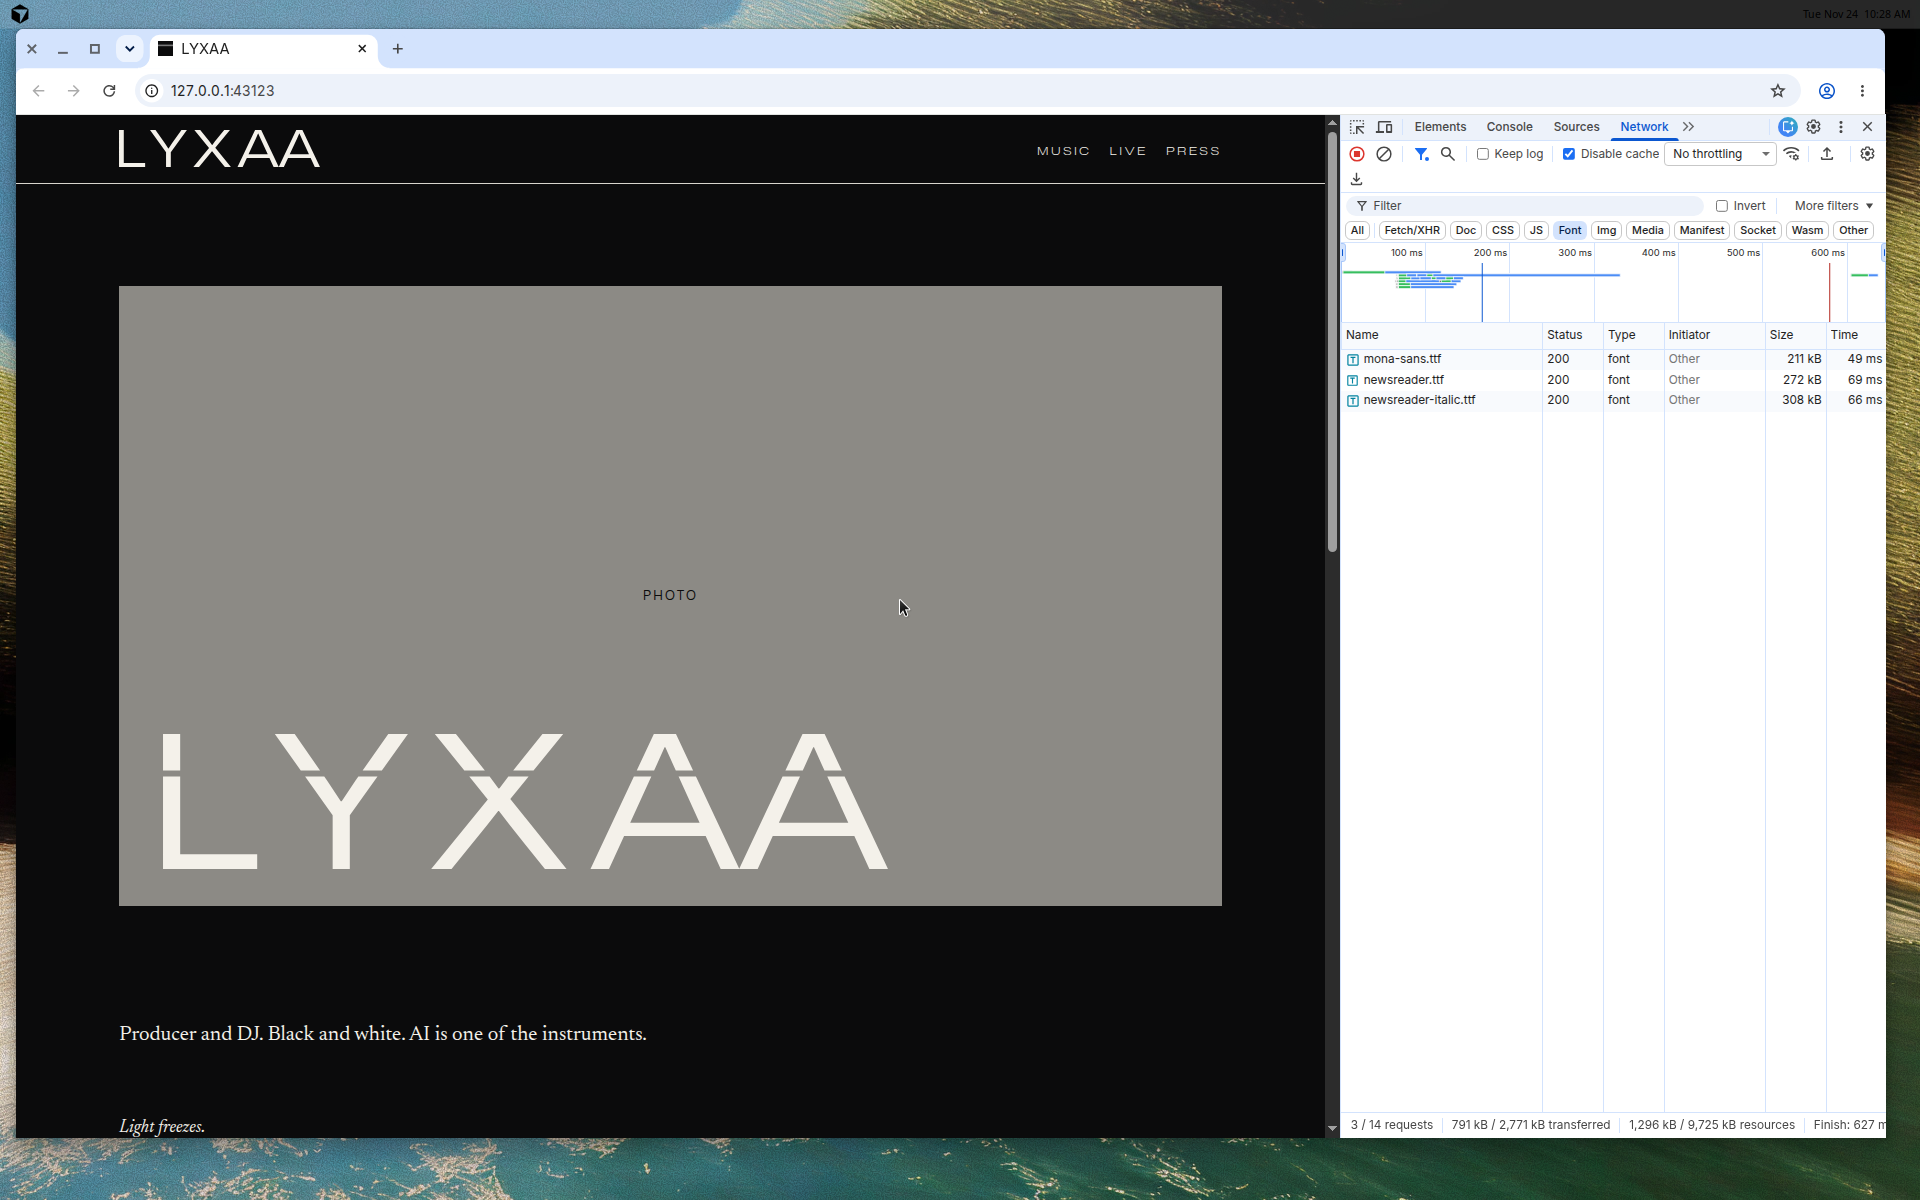 Tue Nov 24 10:28 AM
LYXAA
127.0.0.1:43123
LYXAA
MUSIC LIVE PRESS
PHOTO
LYXAA
Producer and DJ. Black and white. AI is one of the instruments.
Light freezes.
Elements Console Sources Network
Keep log Disable cache No throttling
Filter Invert More filters
All Fetch/XHR Doc CSS JS Font Img Media Manifest Socket Wasm Other
100 ms 200 ms 300 ms 400 ms 500 ms 600 ms
Name Status Type Initiator Size Time
mona-sans.ttf 200 font Other 211 kB 49 ms
newsreader.ttf 200 font Other 272 kB 69 ms
newsreader-italic.ttf 200 font Other 308 kB 66 ms
3 / 14 requests 791 kB / 2,771 kB transferred 1,296 kB / 9,725 kB resources Finish: 627 m